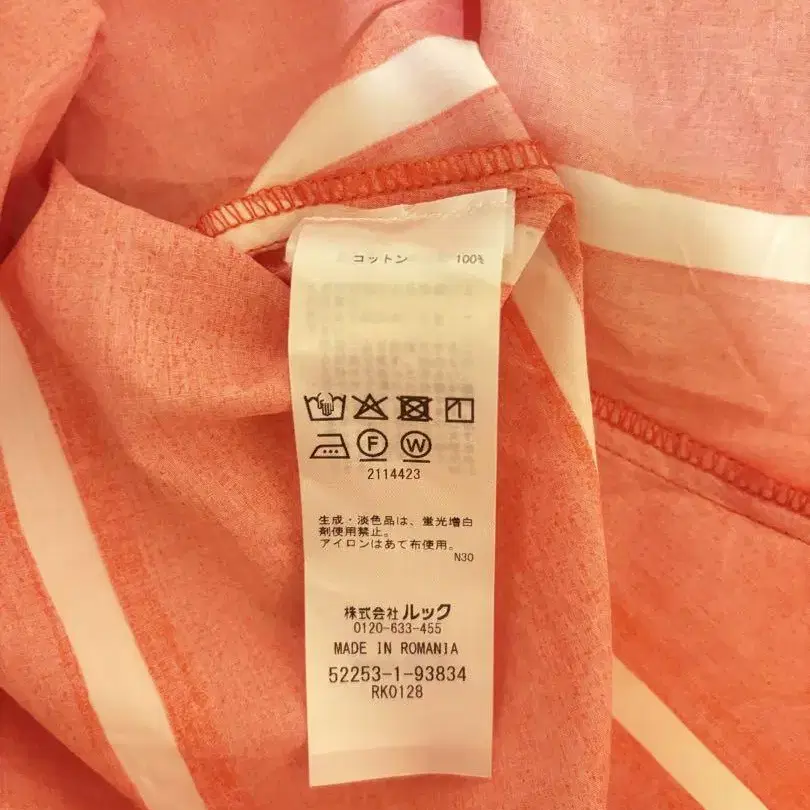 コットン 100%
F W
2114423
生成・淡色品は、蛍光増白
剤使用禁止。
アイロンはあて布使用。
N30
株式会社ルック
0120-633-455
MADE IN ROMANIA
52253-1-93834
RK0128